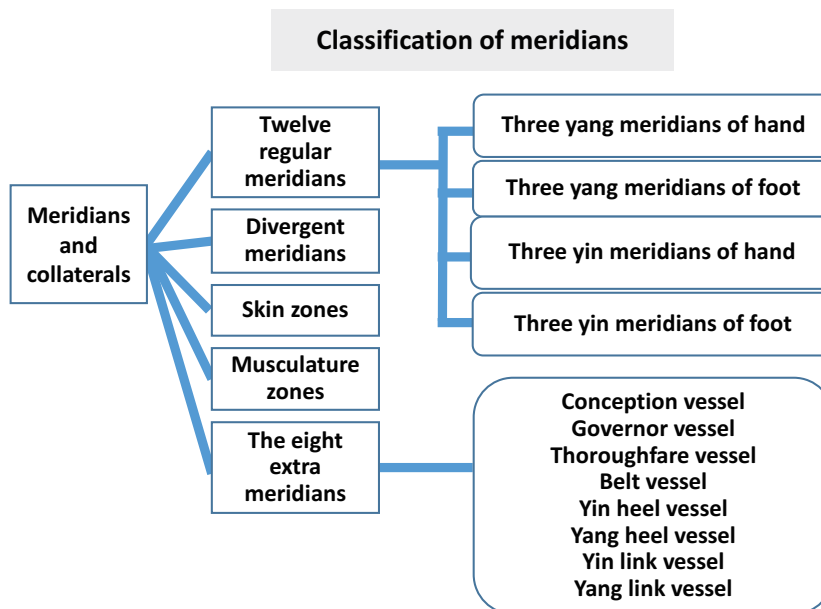 Classification of meridians
Meridians
and
collaterals
Twelve
regular
meridians
Divergent
meridians
Skin zones
Musculature
zones
The eight
extra
meridians
Three yang meridians of hand
Three yang meridians of foot
Three yin meridians of hand
Three yin meridians of foot
Conception vessel
Governor vessel
Thoroughfare vessel
Belt vessel
Yin heel vessel
Yang heel vessel
Yin link vessel
Yang link vessel